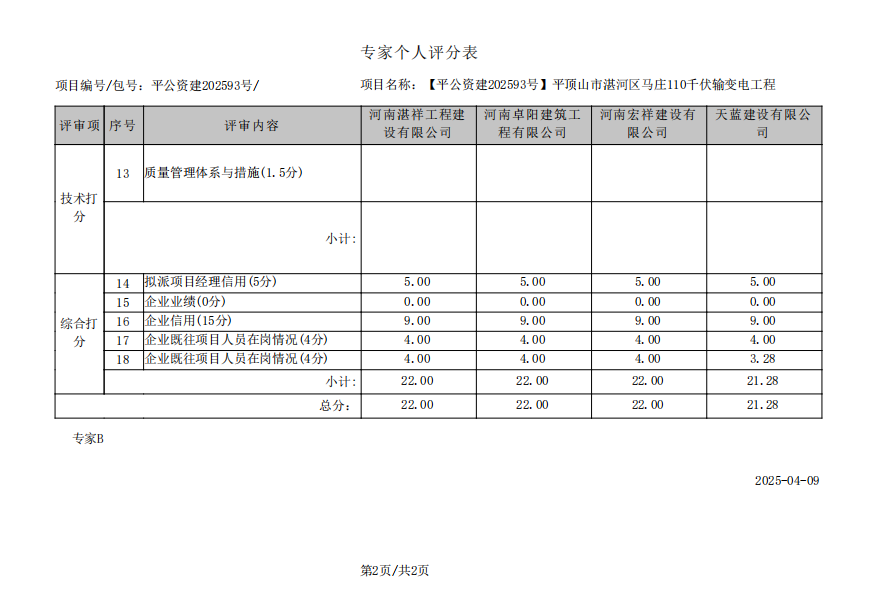 专家个人评分表
项目编号/包号: 平公资建202593号/ 项目名称: 【平公资建202593号】平顶山市湛河区马庄110千伏输变电工程
评审项 序号 评审内容 河南湛祥工程建设有限公司 河南卓阳建筑工程有限公司 河南宏祥建设有限公司 天蓝建设有限公司
技术打分
13 质量管理体系与措施(1.5分)
小计:
综合打分
14 拟派项目经理信用(5分) 5.00 5.00 5.00 5.00
15 企业业绩(0分) 0.00 0.00 0.00 0.00
16 企业信用(15分) 9.00 9.00 9.00 9.00
17 企业既往项目人员在岗情况(4分) 4.00 4.00 4.00 4.00
18 企业既往项目人员在岗情况(4分) 4.00 4.00 4.00 3.28
小计: 22.00 22.00 22.00 21.28
总分: 22.00 22.00 22.00 21.28
专家B
2025-04-09
第2页/共2页